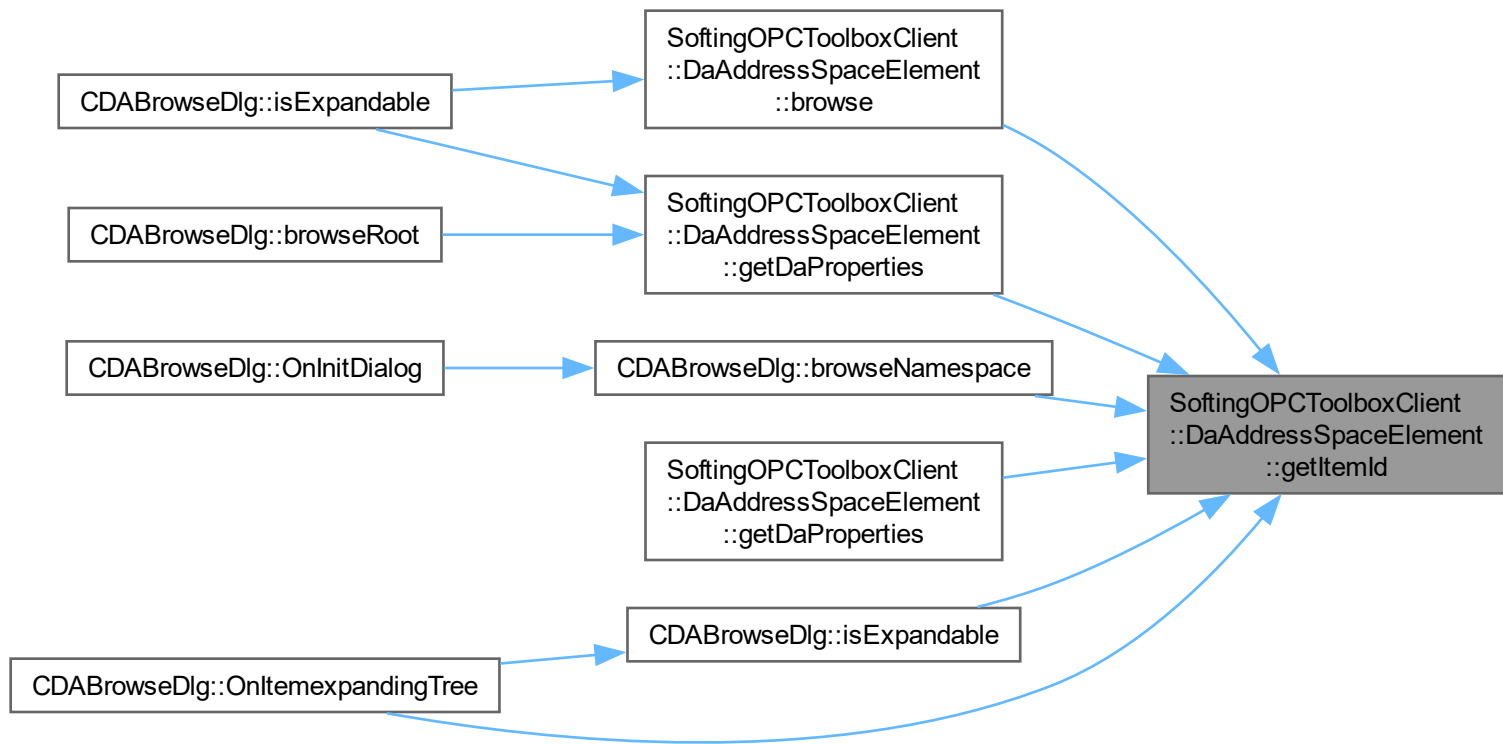 SoftingOPCToolboxClient
::DaAddressSpaceElement
::browse
CDABrowseDlg::isExpandable
SoftingOPCToolboxClient
::DaAddressSpaceElement
::getDaProperties
CDABrowseDlg::browseRoot
CDABrowseDlg::OnInitDialog
CDABrowseDlg::browseNamespace
SoftingOPCToolboxClient
::DaAddressSpaceElement
::getItemId
SoftingOPCToolboxClient
::DaAddressSpaceElement
::getDaProperties
CDABrowseDlg::isExpandable
CDABrowseDlg::OnItemexpandingTree